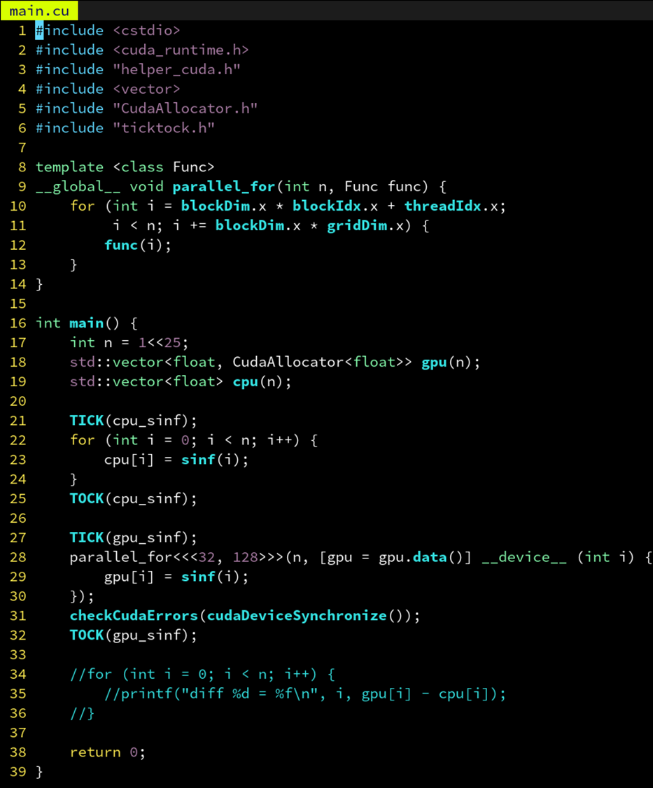 main.cu
1 #include <cstdio>
2 #include <cuda_runtime.h>
3 #include "helper_cuda.h"
4 #include <vector>
5 #include "CudaAllocator.h"
6 #include "ticktock.h"
7
8 template <class Func>
9 __global__ void parallel_for(int n, Func func) {
10     for (int i = blockDim.x * blockIdx.x + threadIdx.x;
11          i < n; i += blockDim.x * gridDim.x) {
12         func(i);
13     }
14 }
15
16 int main() {
17     int n = 1<<25;
18     std::vector<float, CudaAllocator<float>> gpu(n);
19     std::vector<float> cpu(n);
20
21     TICK(cpu_sinf);
22     for (int i = 0; i < n; i++) {
23         cpu[i] = sinf(i);
24     }
25     TOCK(cpu_sinf);
26
27     TICK(gpu_sinf);
28     parallel_for<<<32, 128>>>(n, [gpu = gpu.data()] __device__ (int i) {
29         gpu[i] = sinf(i);
30     });
31     checkCudaErrors(cudaDeviceSynchronize());
32     TOCK(gpu_sinf);
33
34     //for (int i = 0; i < n; i++) {
35         //printf("diff %d = %f\n", i, gpu[i] - cpu[i]);
36     //}
37
38     return 0;
39 }